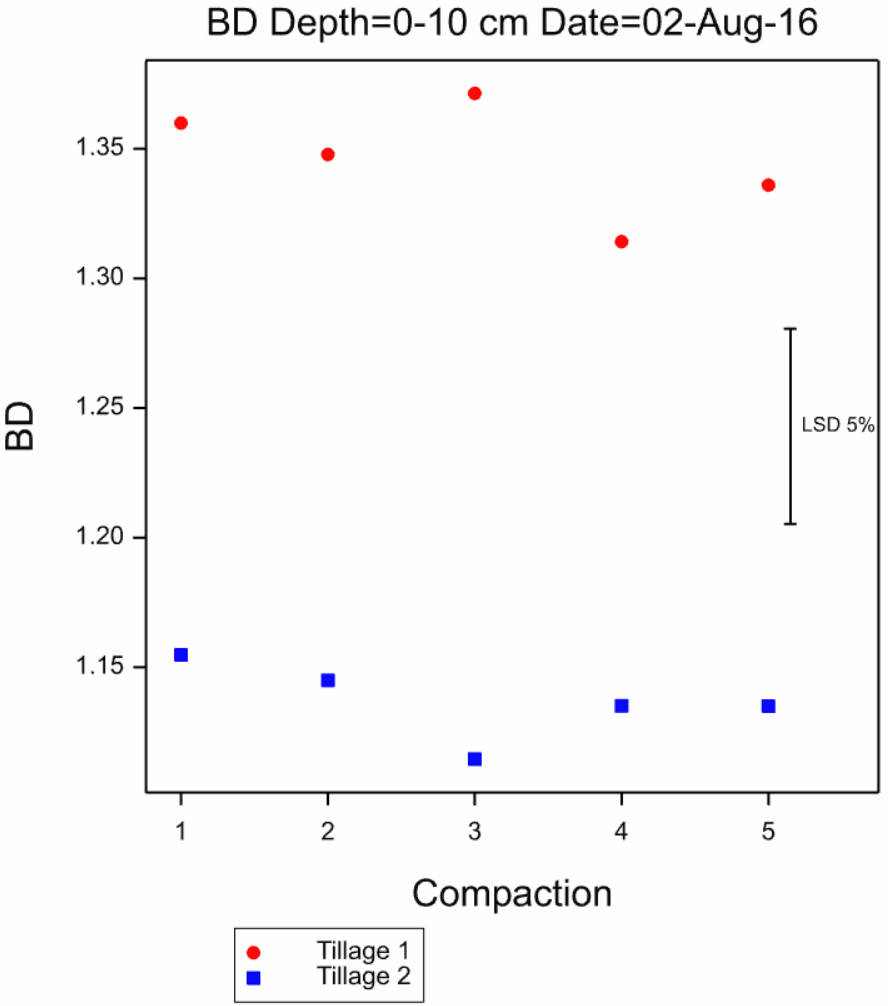 BD Depth=0-10 cm Date=02-Aug-16
1.35
1.30
1.25
1.20
1.15
BD
LSD 5%
1 2 3 4 5
Compaction
Tillage 1
Tillage 2